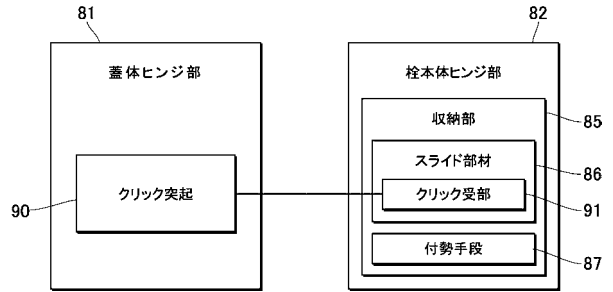 81
82
蓋体ヒンジ部
栓本体ヒンジ部
収納部
85
スライド部材
86
クリック突起
クリック受部
90
91
付勢手段
87